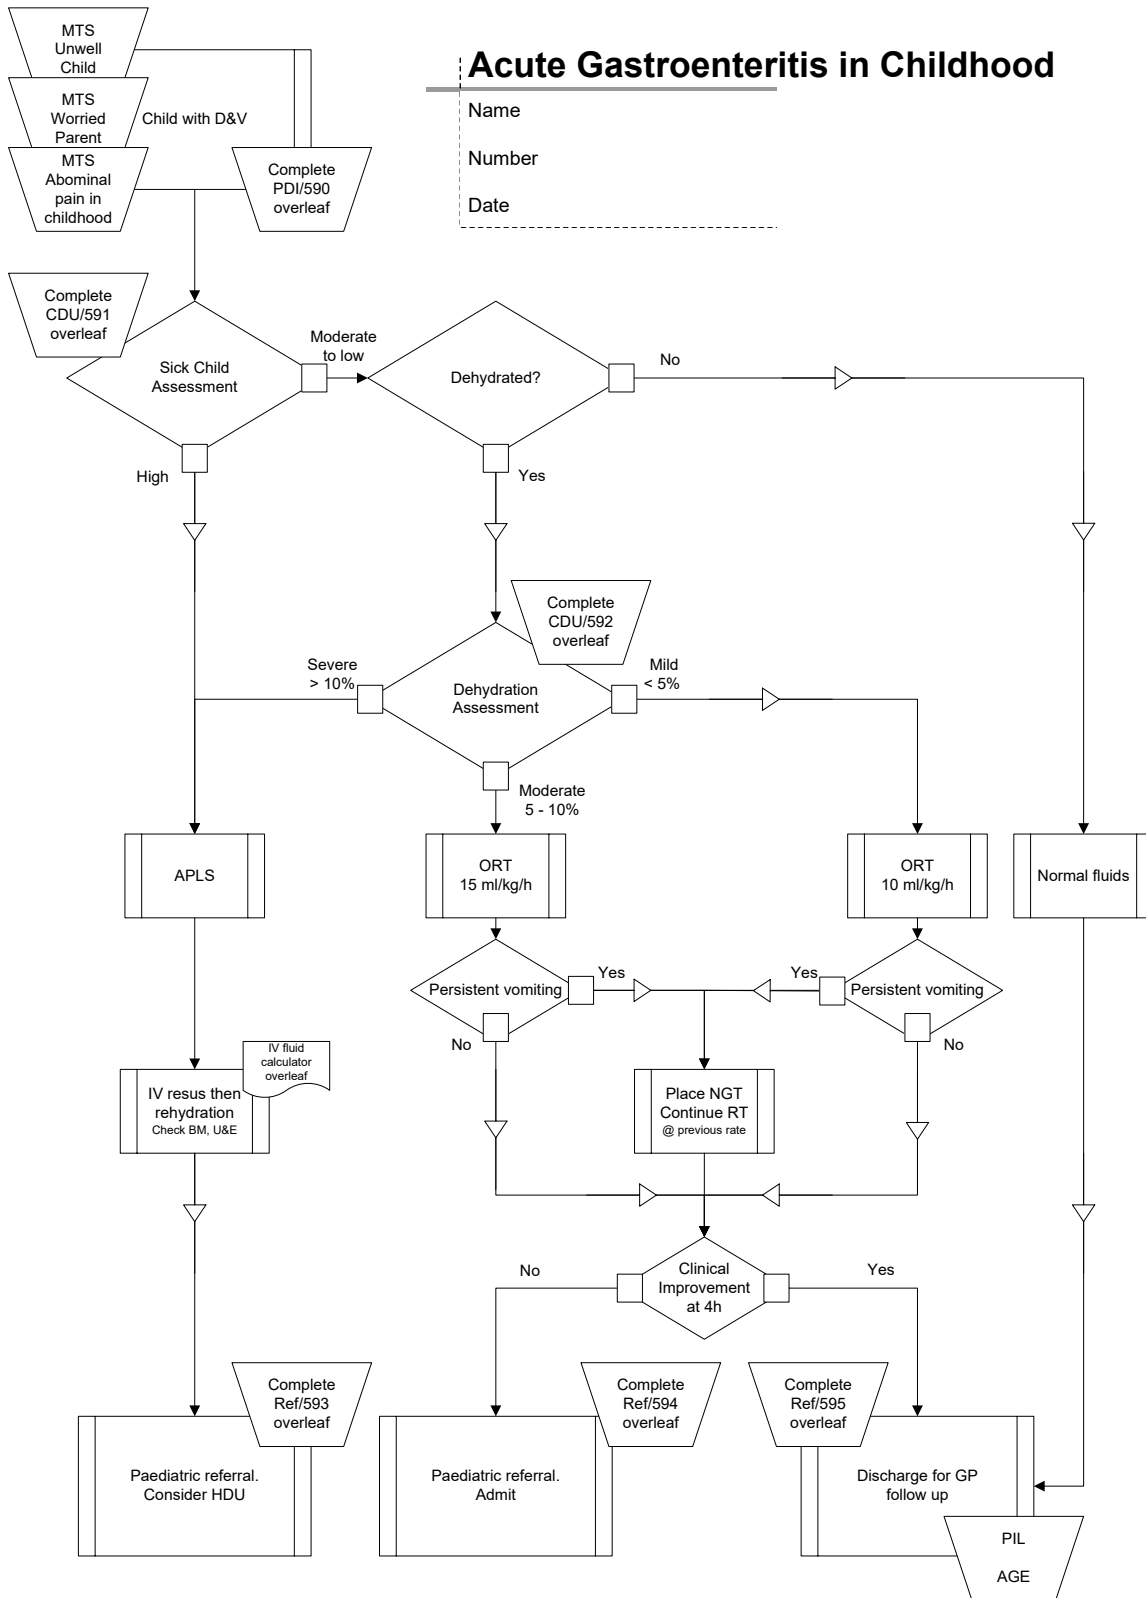 MTS
Unwell
Child
Acute Gastroenteritis in Childhood
Name
Number
Date
MTS
Worried
Parent
Child with D&V
MTS
Abominal
pain in
childhood
Complete
PDI/590
overleaf
Complete
CDU/591
overleaf
Sick Child
Assessment
Moderate
to low
Dehydrated?
No
High
Yes
Complete
CDU/592
overleaf
Severe
> 10%
Dehydration
Assessment
Mild
< 5%
Moderate
5 - 10%
APLS
ORT
15 ml/kg/h
ORT
10 ml/kg/h
Normal fluids
Persistent vomiting
Yes
Yes
Persistent vomiting
No
No
IV fluid
calculator
overleaf
IV resus then
rehydration
Check BM, U&E
Place NGT
Continue RT
@ previous rate
No
Clinical
Improvement
at 4h
Yes
Complete
Ref/593
overleaf
Complete
Ref/594
overleaf
Complete
Ref/595
overleaf
Paediatric referral.
Consider HDU
Paediatric referral.
Admit
Discharge for GP
follow up
PIL
AGE